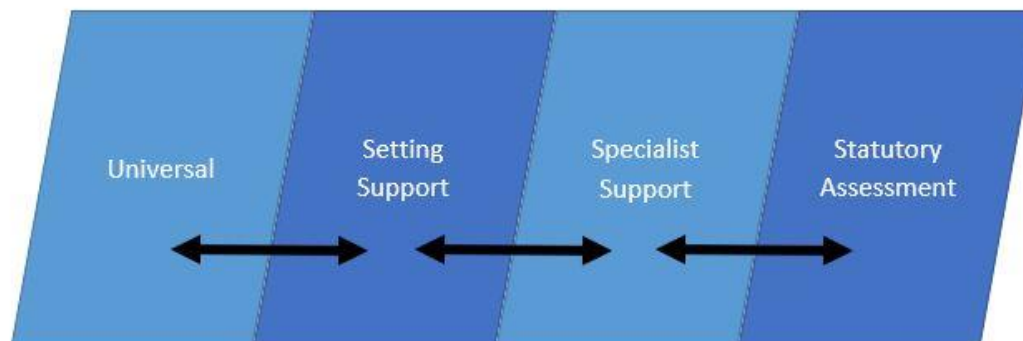 Universal
Setting
Support
Specialist
Support
Statutory
Assessment